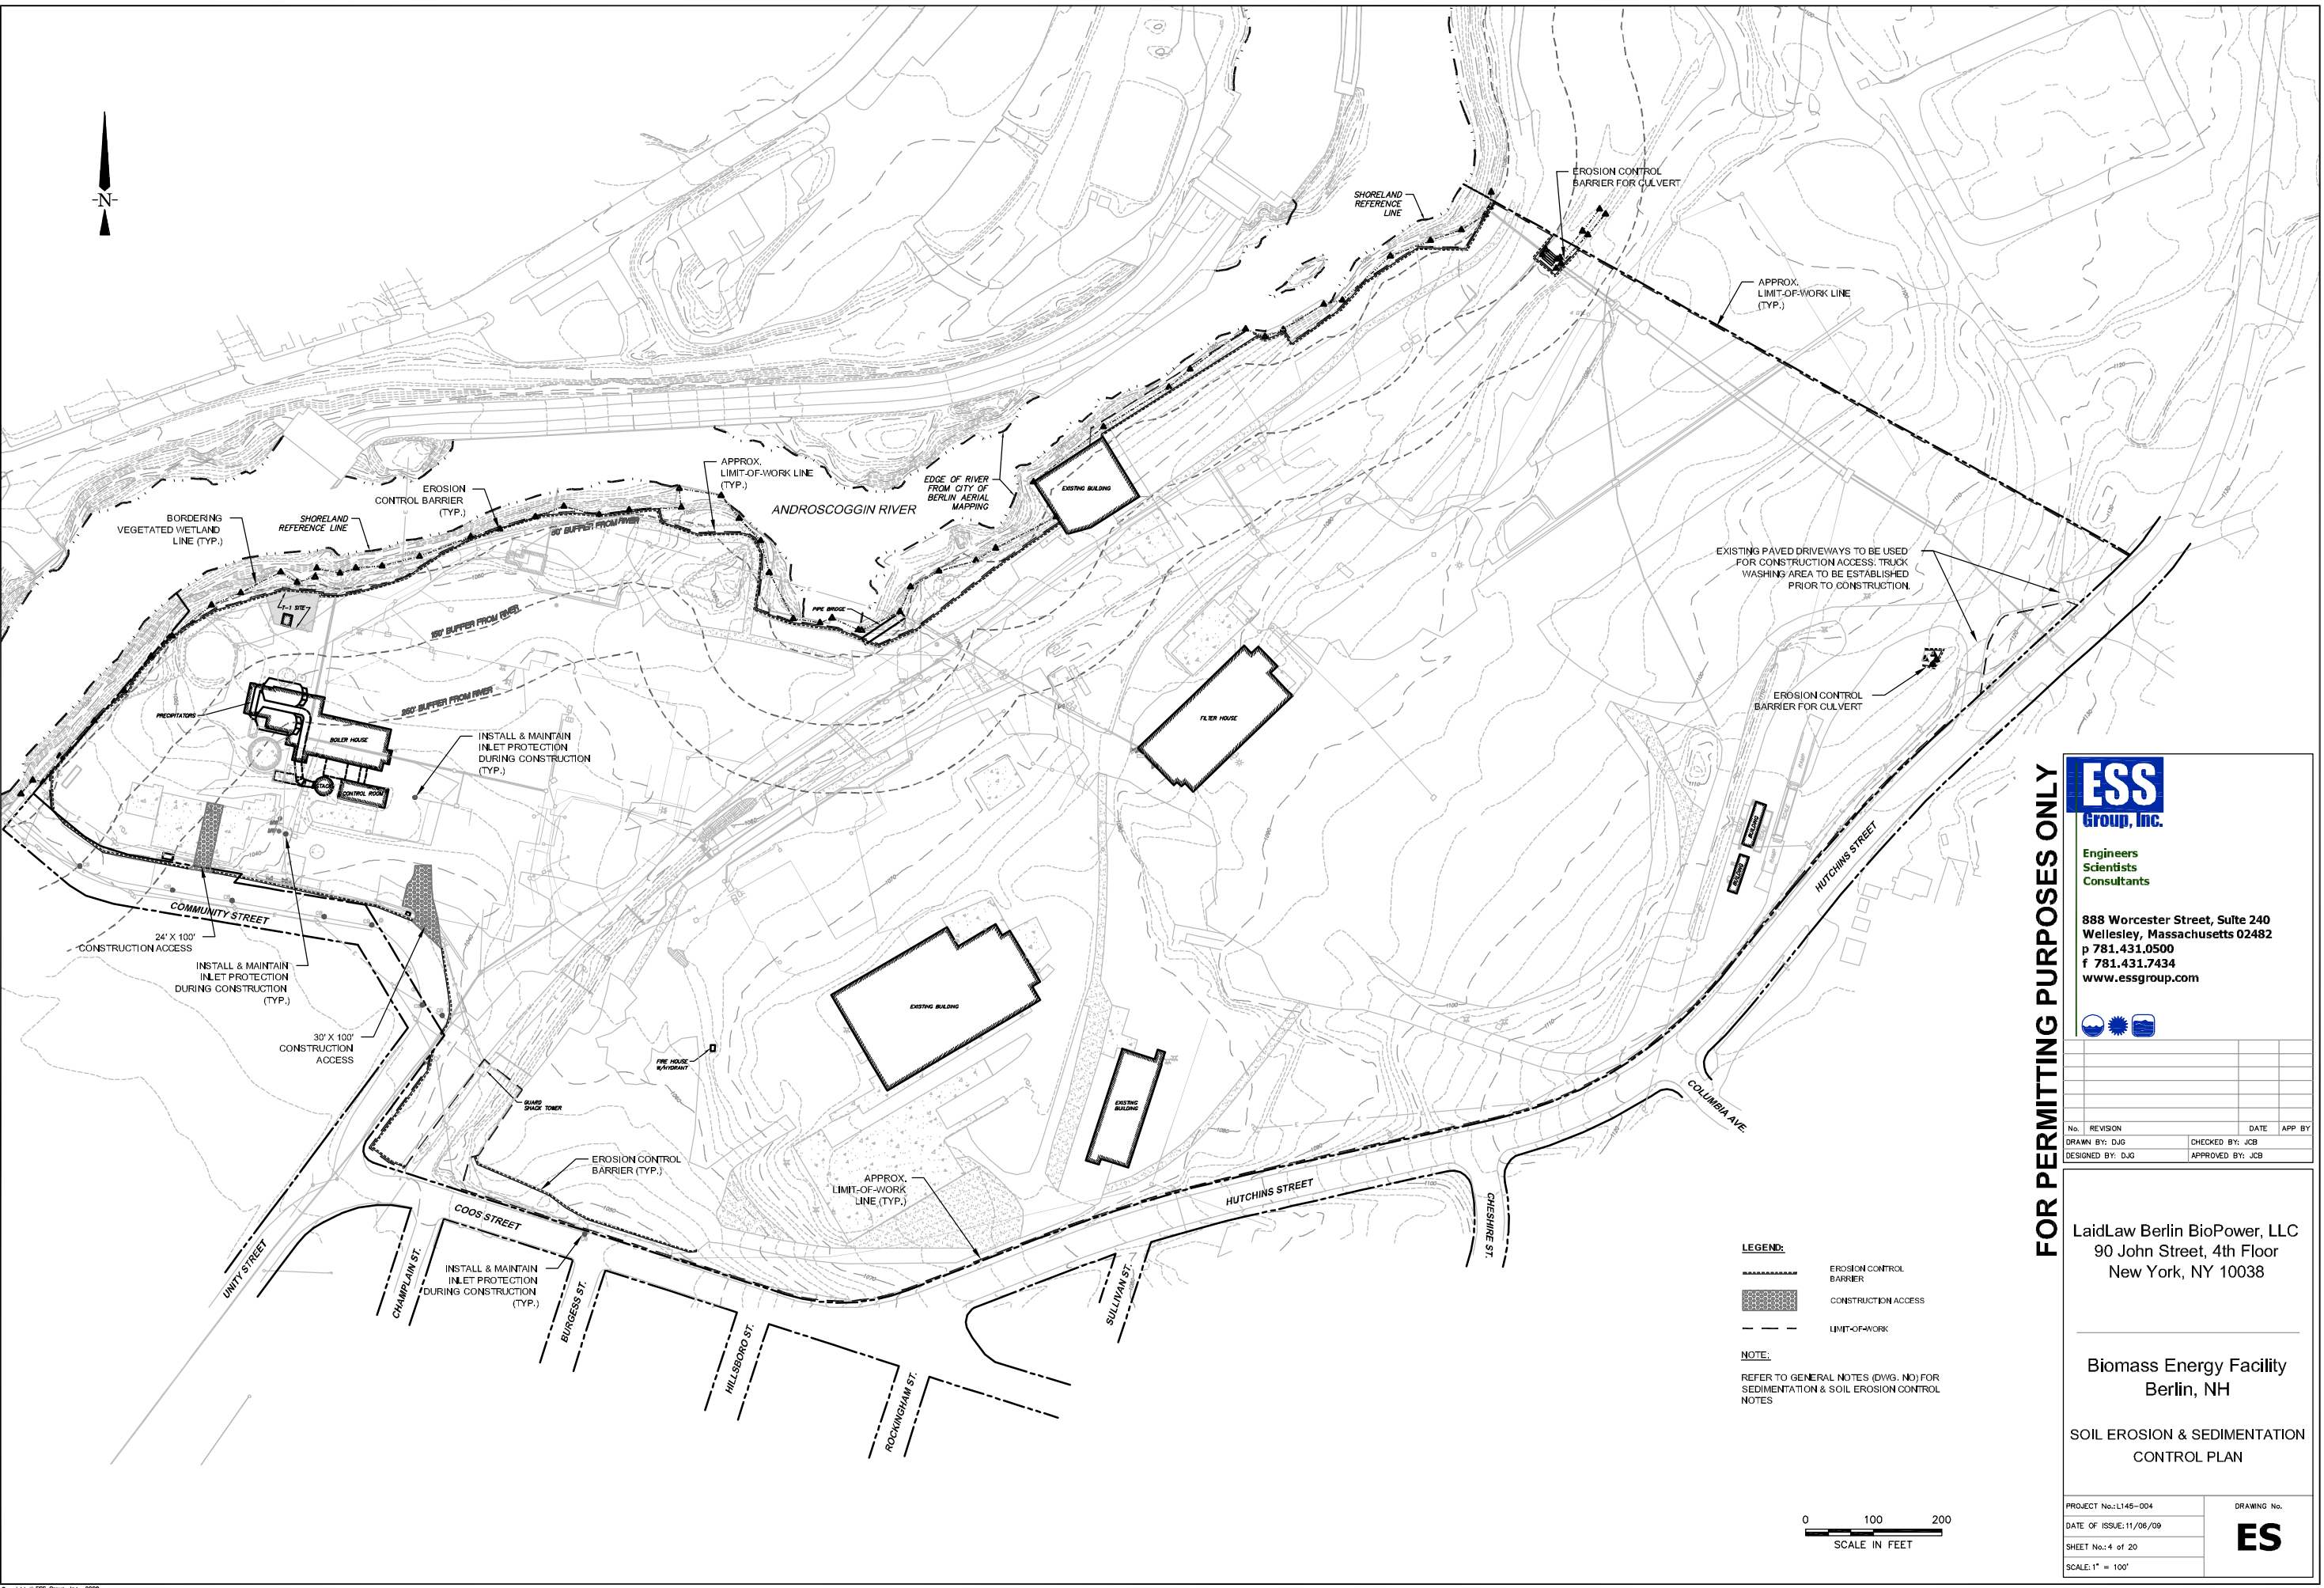 -N-
EROSION CONTROL
BARRIER FOR CULVERT
SHORELAND
REFERENCE
LINE
APPROX.
LIMIT-OF-WORK LINE
(TYP.)
APPROX.
LIMIT-OF-WORK LINE
(TYP.)
EROSION
CONTROL BARRIER
(TYP.)
EDGE OF RIVER
FROM CITY OF
BERLIN AERIAL
MAPPING
EXISTING BUILDING
ANDROSCOGGIN RIVER
BORDERING
VEGETATED WETLAND
LINE (TYP.)
SHORELAND
REFERENCE LINE
50' BUFFER FROM RIVER
EXISTING PAVED DRIVEWAYS TO BE USED
FOR CONSTRUCTION ACCESS. TRUCK
WASHING AREA TO BE ESTABLISHED
PRIOR TO CONSTRUCTION.
T-1 SITE
PIPE BRIDGE
150' BUFFER FROM RIVER
250' BUFFER FROM RIVER
EROSION CONTROL
BARRIER FOR CULVERT
PRECIPITATORS
BOILER HOUSE
FILTER HOUSE
INSTALL & MAINTAIN
INLET PROTECTION
DURING CONSTRUCTION
(TYP.)
STACK
CONTROL ROOM
BUILDING
BUILDING
HUTCHINS STREET
COMMUNITY STREET
24' X 100'
CONSTRUCTION ACCESS
INSTALL & MAINTAIN
INLET PROTECTION
DURING CONSTRUCTION
(TYP.)
EXISTING BUILDING
30' X 100'
CONSTRUCTION
ACCESS
FIRE HOUSE
W/HYDRANT
GUARD
SHACK TOWER
EXISTING
BUILDING
COLUMBIA AVE.
EROSION CONTROL
BARRIER (TYP.)
APPROX.
LIMIT-OF-WORK
LINE (TYP.)
HUTCHINS STREET
CHESHIRE ST.
COOS STREET
UNITY STREET
CHAMPLAIN ST.
INSTALL & MAINTAIN
INLET PROTECTION
DURING CONSTRUCTION
(TYP.)
BURGESS ST.
HILLSBORO ST.
ROCKINGHAM ST.
SULLIVAN ST.
LEGEND:
EROSION CONTROL
BARRIER
CONSTRUCTION ACCESS
LIMIT-OF-WORK
NOTE:
REFER TO GENERAL NOTES (DWG. NO) FOR
SEDIMENTATION & SOIL EROSION CONTROL
NOTES
0 100 200
SCALE IN FEET
FOR PERMITTING PURPOSES ONLY
ESS
Group, Inc.
Engineers
Scientists
Consultants
888 Worcester Street, Suite 240
Wellesley, Massachusetts 02482
p 781.431.0500
f 781.431.7434
www.essgroup.com
No. REVISION DATE APP BY
DRAWN BY: DJG CHECKED BY: JCB
DESIGNED BY: DJG APPROVED BY: JCB
LaidLaw Berlin BioPower, LLC
90 John Street, 4th Floor
New York, NY 10038
Biomass Energy Facility
Berlin, NH
SOIL EROSION & SEDIMENTATION
CONTROL PLAN
PROJECT No.: L145-004
DATE OF ISSUE: 11/06/09
SHEET No.: 4 of 20
SCALE: 1" = 100'
DRAWING No.
ES